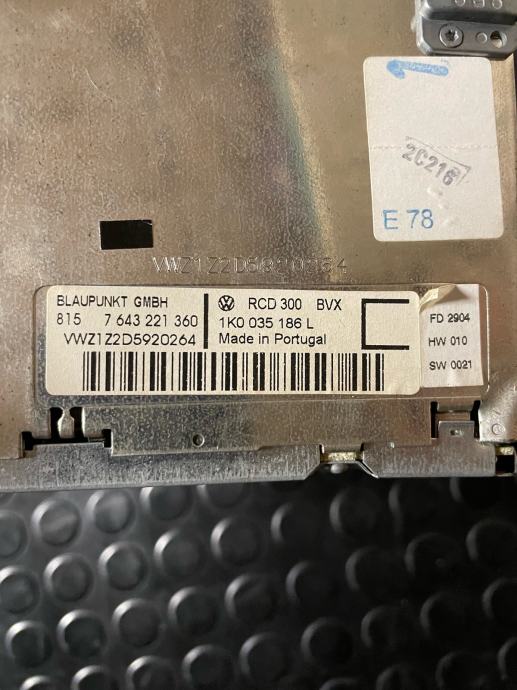 2C216
E 78
VWZ1Z2D5920264
BLAUPUNKT GMBH
815 7 643 221 360
VWZ1Z2D5920264
RCD 300 BVX
1K0 035 186 L
Made in Portugal
FD 2904
HW 010
SW 0021